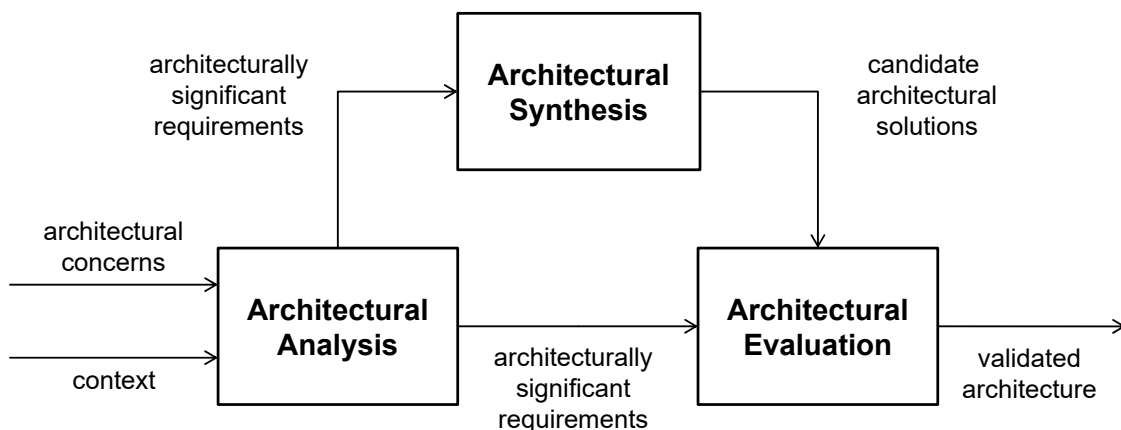 architecturally
significant
requirements
Architectural
Synthesis
candidate
architectural
solutions
architectural
concerns
context
Architectural
Analysis
architecturally
significant
requirements
Architectural
Evaluation
validated
architecture